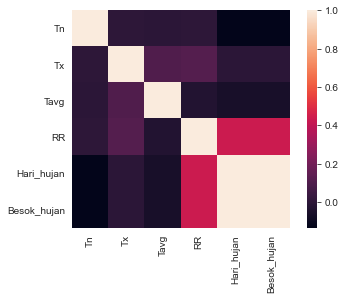 Tn
Tx
Tavg
RR
Hari_hujan
Besok_hujan
Tn
Tx
Tavg
RR
Hari_hujan
Besok_hujan
1.0
0.8
0.6
0.4
0.2
0.0